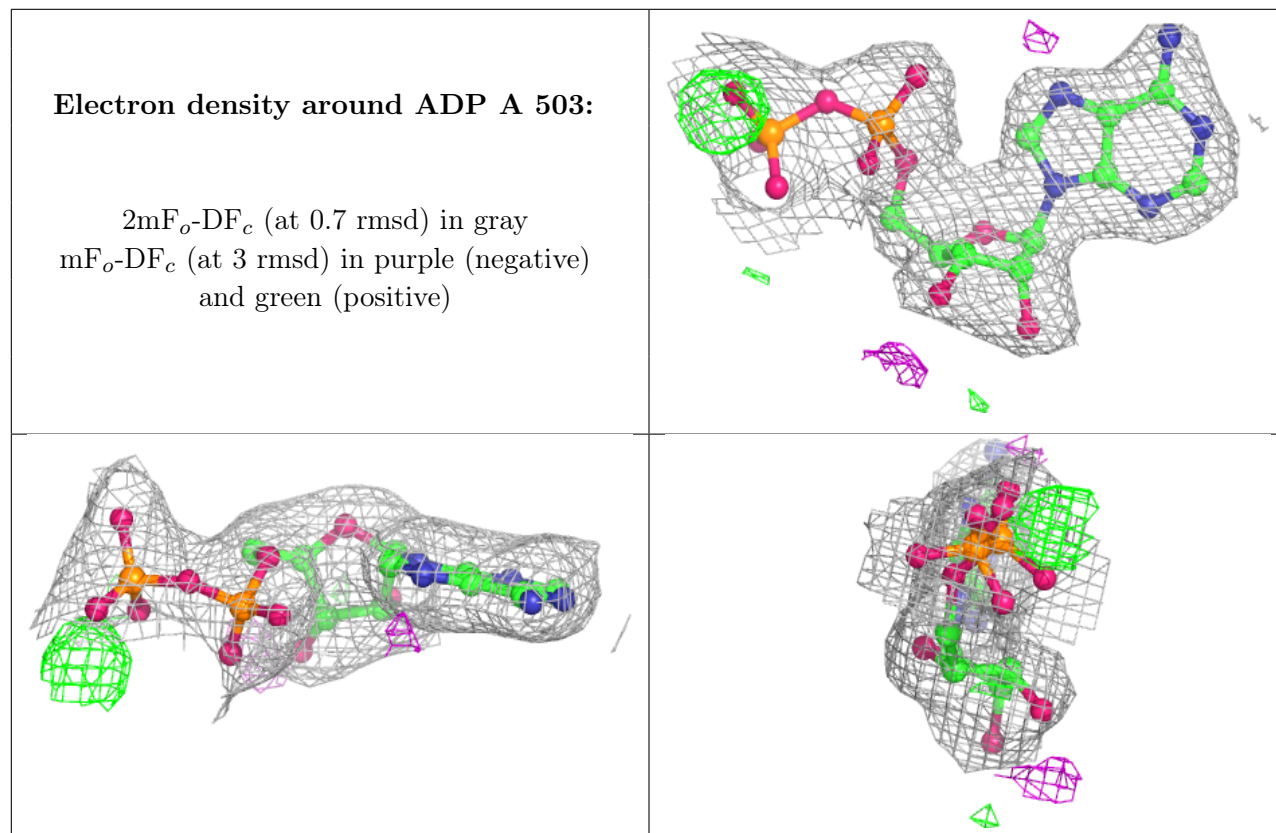 Electron density around ADP A 503:
2mFo-DFc (at 0.7 rmsd) in gray
mFo-DFc (at 3 rmsd) in purple (negative)
and green (positive)